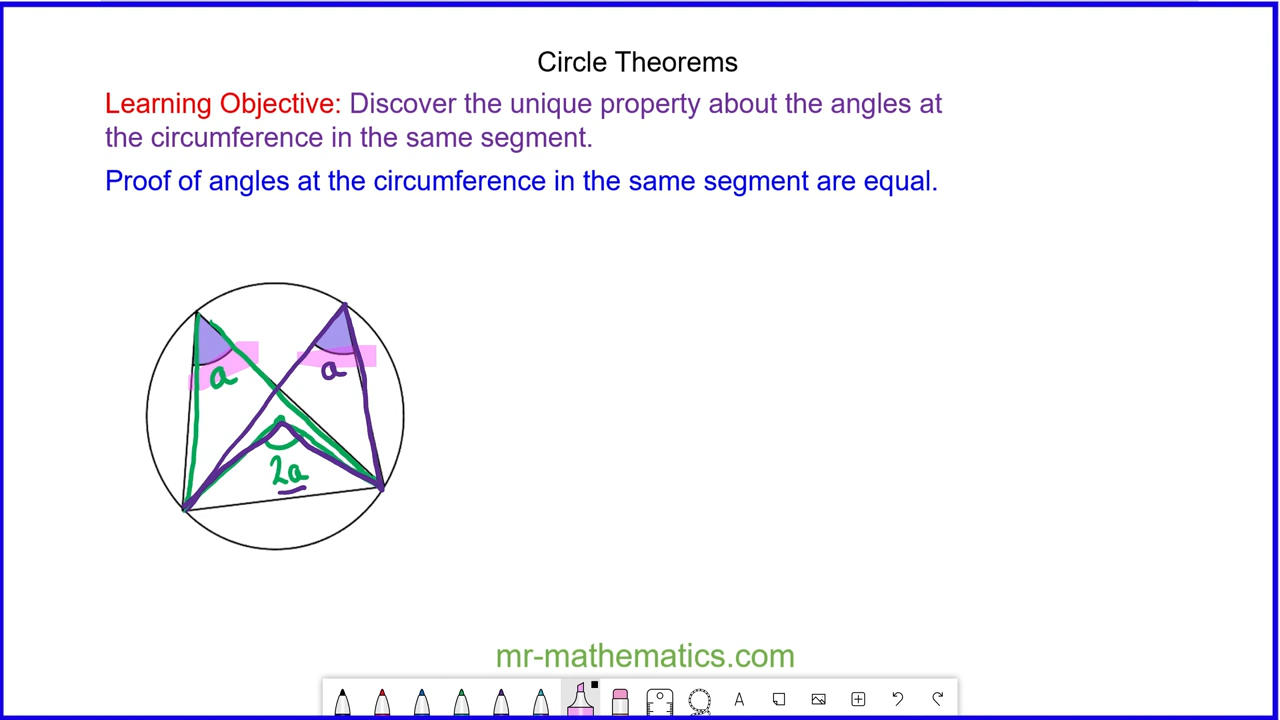 Circle Theorems
Learning Objective: Discover the unique property about the angles at
the circumference in the same segment.
Proof of angles at the circumference in the same segment are equal.
a
a
2a
mr-mathematics.com
A